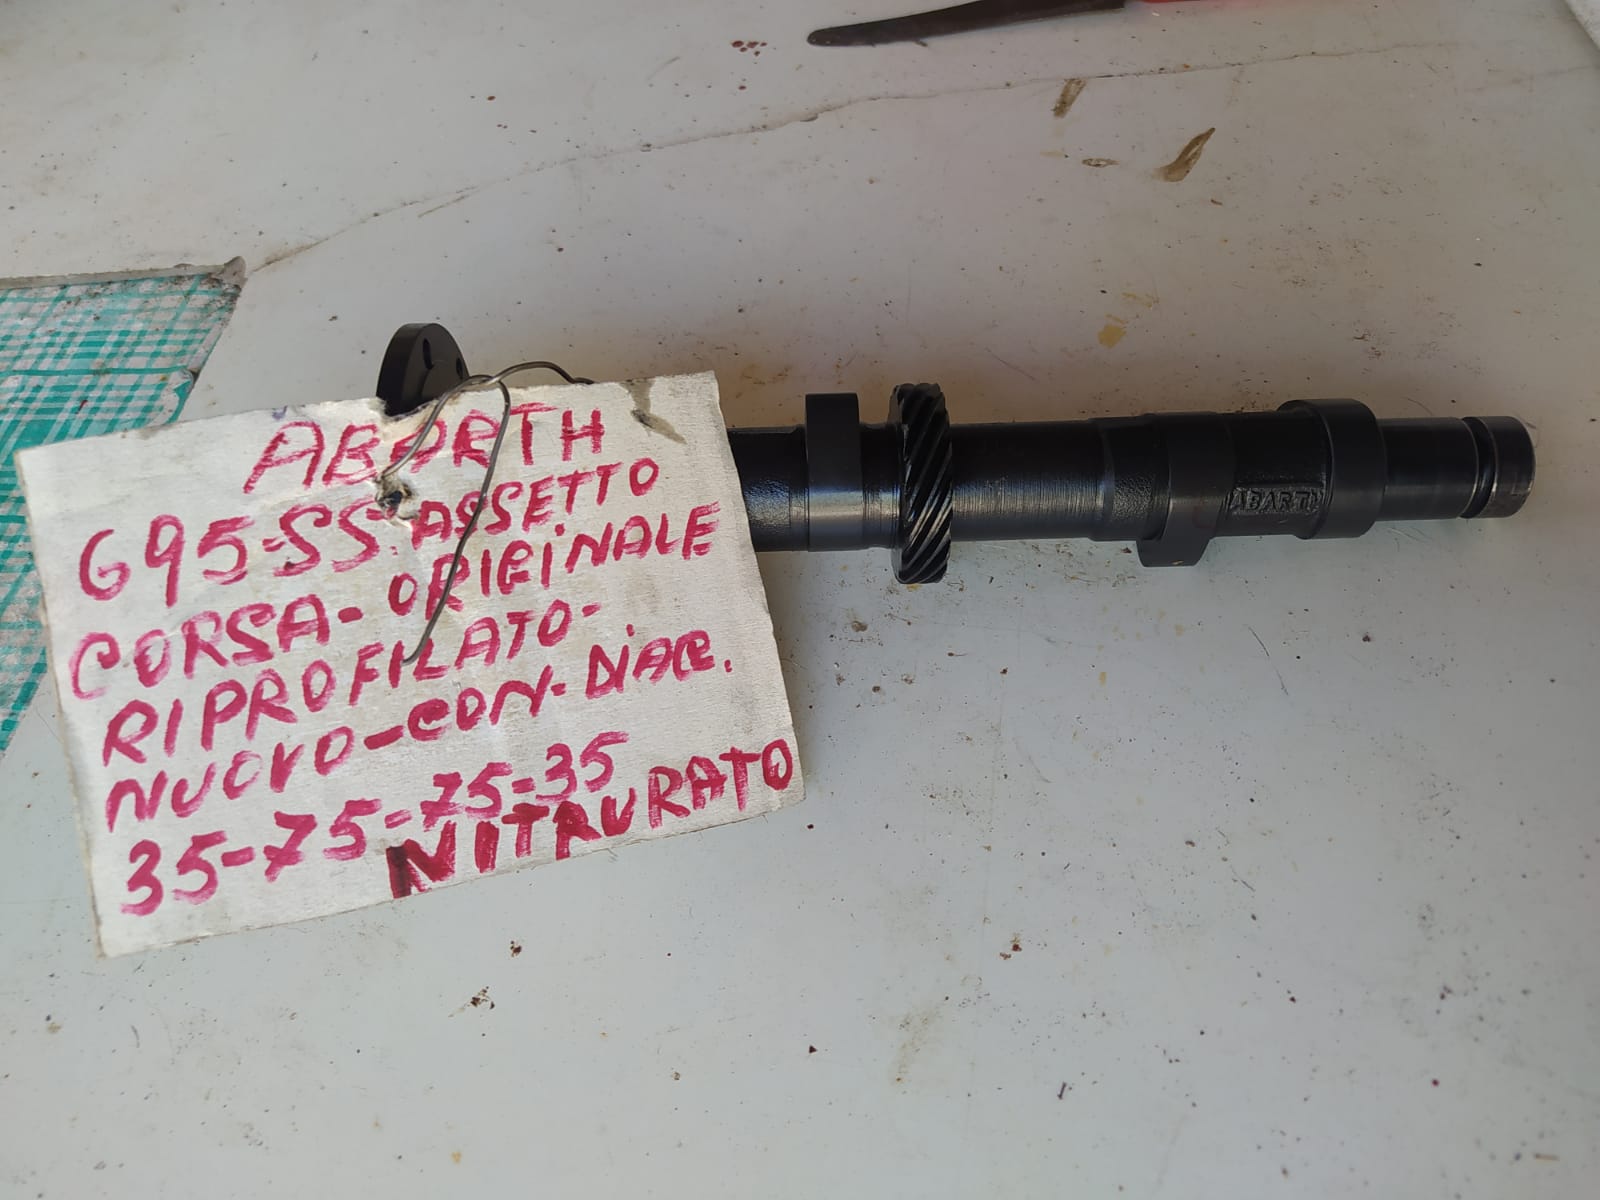 ABARTH
695-SS-ASSETTO
CORSA-ORIGINALE
RIPROFILATO-
NUOVO-CON-DIAG.
35-75-75-35
NITRURATO
ABARTH